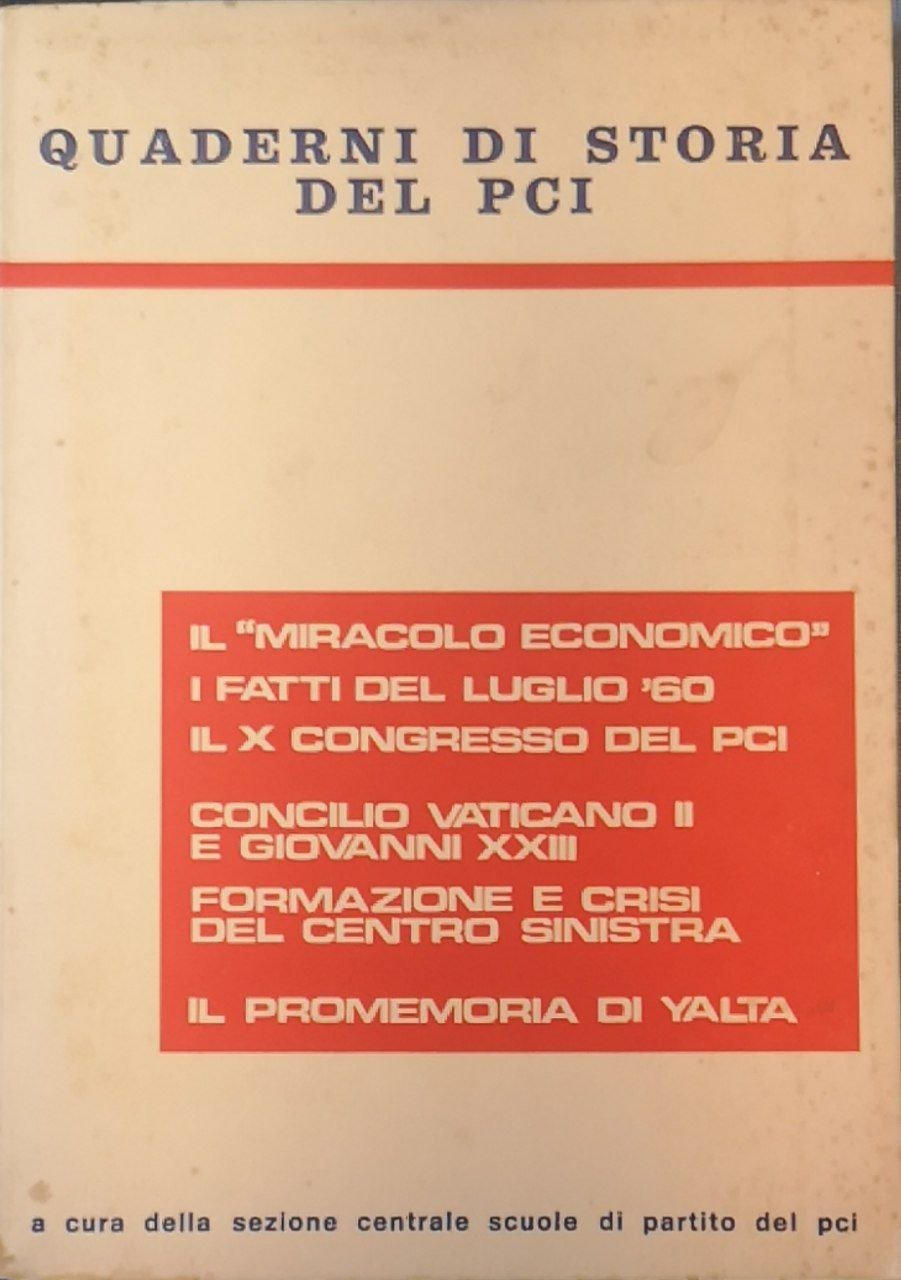 QUADERNI DI STORIA
DEL PCI
IL "MIRACOLO ECONOMICO"
I FATTI DEL LUGLIO '60
IL X CONGRESSO DEL PCI
CONCILIO VATICANO II
E GIOVANNI XXIII
FORMAZIONE E CRISI
DEL CENTRO SINISTRA
IL PROMEMORIA DI YALTA
a cura della sezione centrale scuole di partito del pci